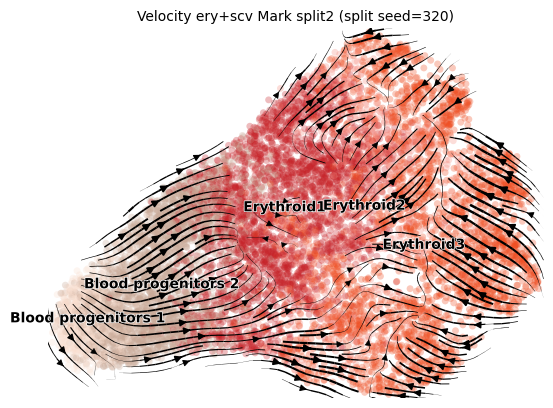 Velocity ery+scv Mark split2 (split seed=320)
Erythroid1
Erythroid2
Erythroid3
Blood progenitors 2
Blood progenitors 1